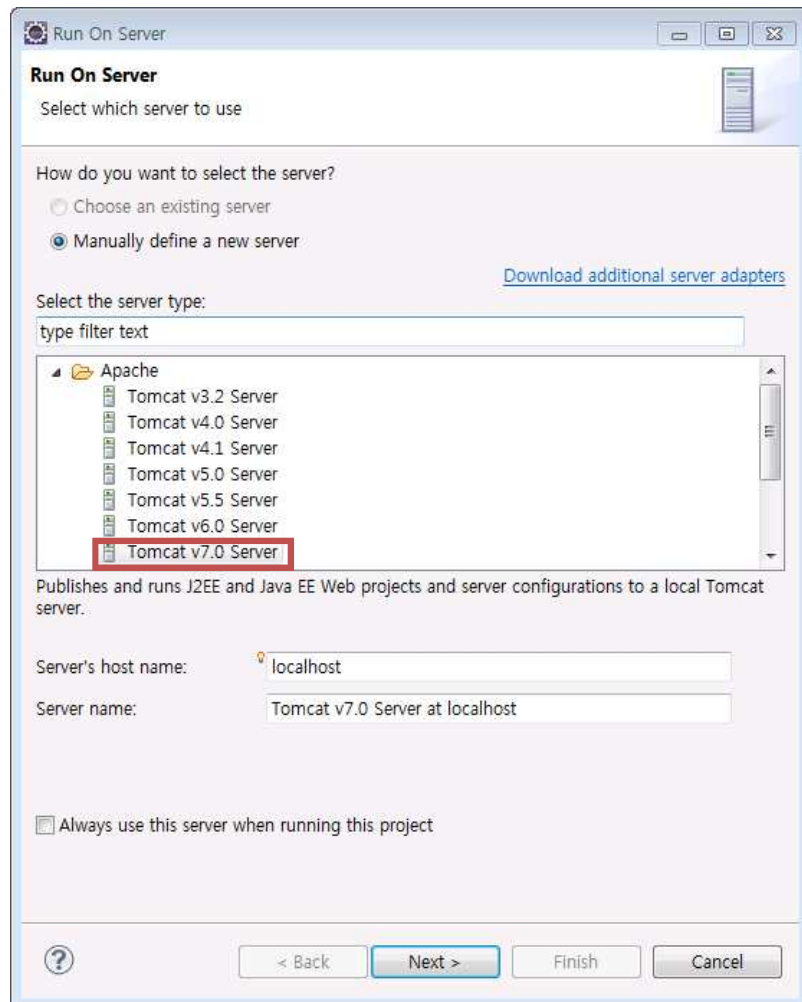 Run On Server
Run On Server
Select which server to use
How do you want to select the server?
Choose an existing server
Manually define a new server
Download additional server adapters
Select the server type:
type filter text
Apache
Tomcat v3.2 Server
Tomcat v4.0 Server
Tomcat v4.1 Server
Tomcat v5.0 Server
Tomcat v5.5 Server
Tomcat v6.0 Server
Tomcat v7.0 Server
Publishes and runs J2EE and Java EE Web projects and server configurations to a local Tomcat
server.
Server's host name: localhost
Server name: Tomcat v7.0 Server at localhost
Always use this server when running this project
? < Back Next > Finish Cancel